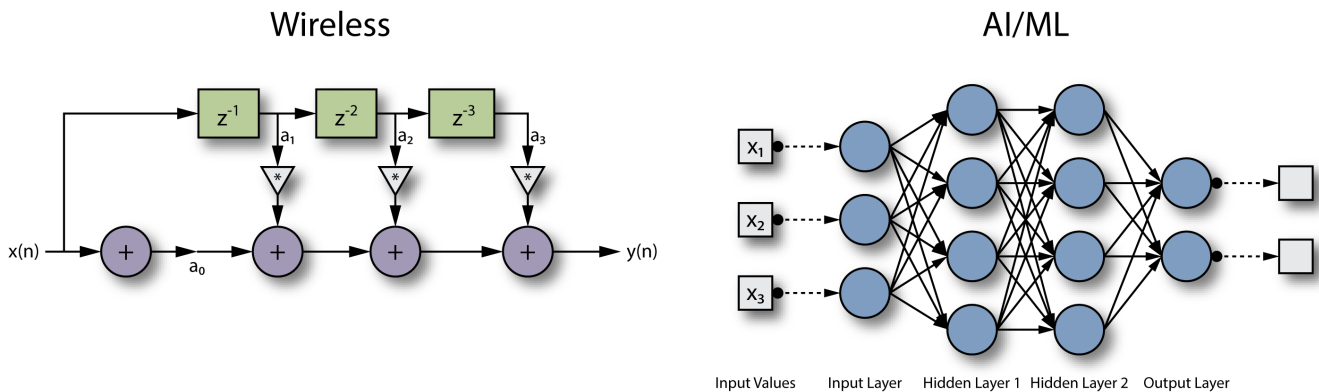 Wireless
z⁻¹
z⁻²
z⁻³
a₁
a₂
a₃
*
*
*
x(n)
+
a₀
+
+
+
y(n)
AI/ML
X₁
X₂
X₃
Input Values
Input Layer
Hidden Layer 1
Hidden Layer 2
Output Layer